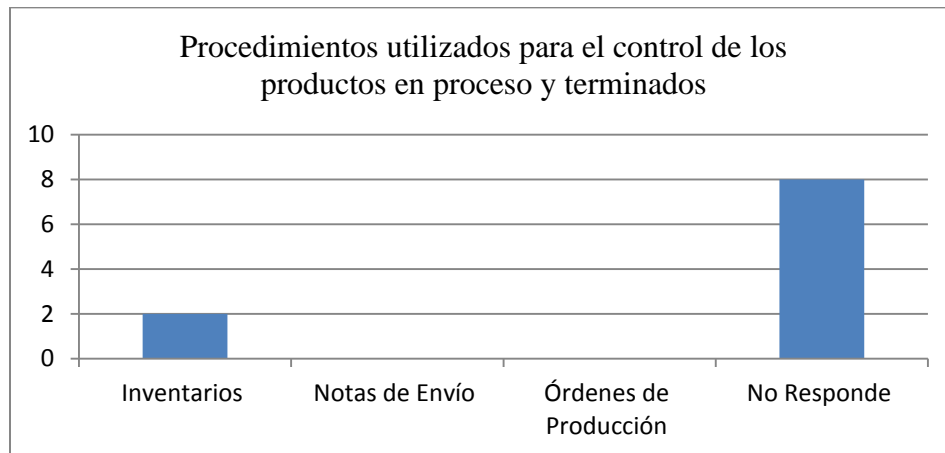 Procedimientos utilizados para el control de los
productos en proceso y terminados
10
8
6
4
2
0
Inventarios
Notas de Envío
Órdenes de
Producción
No Responde